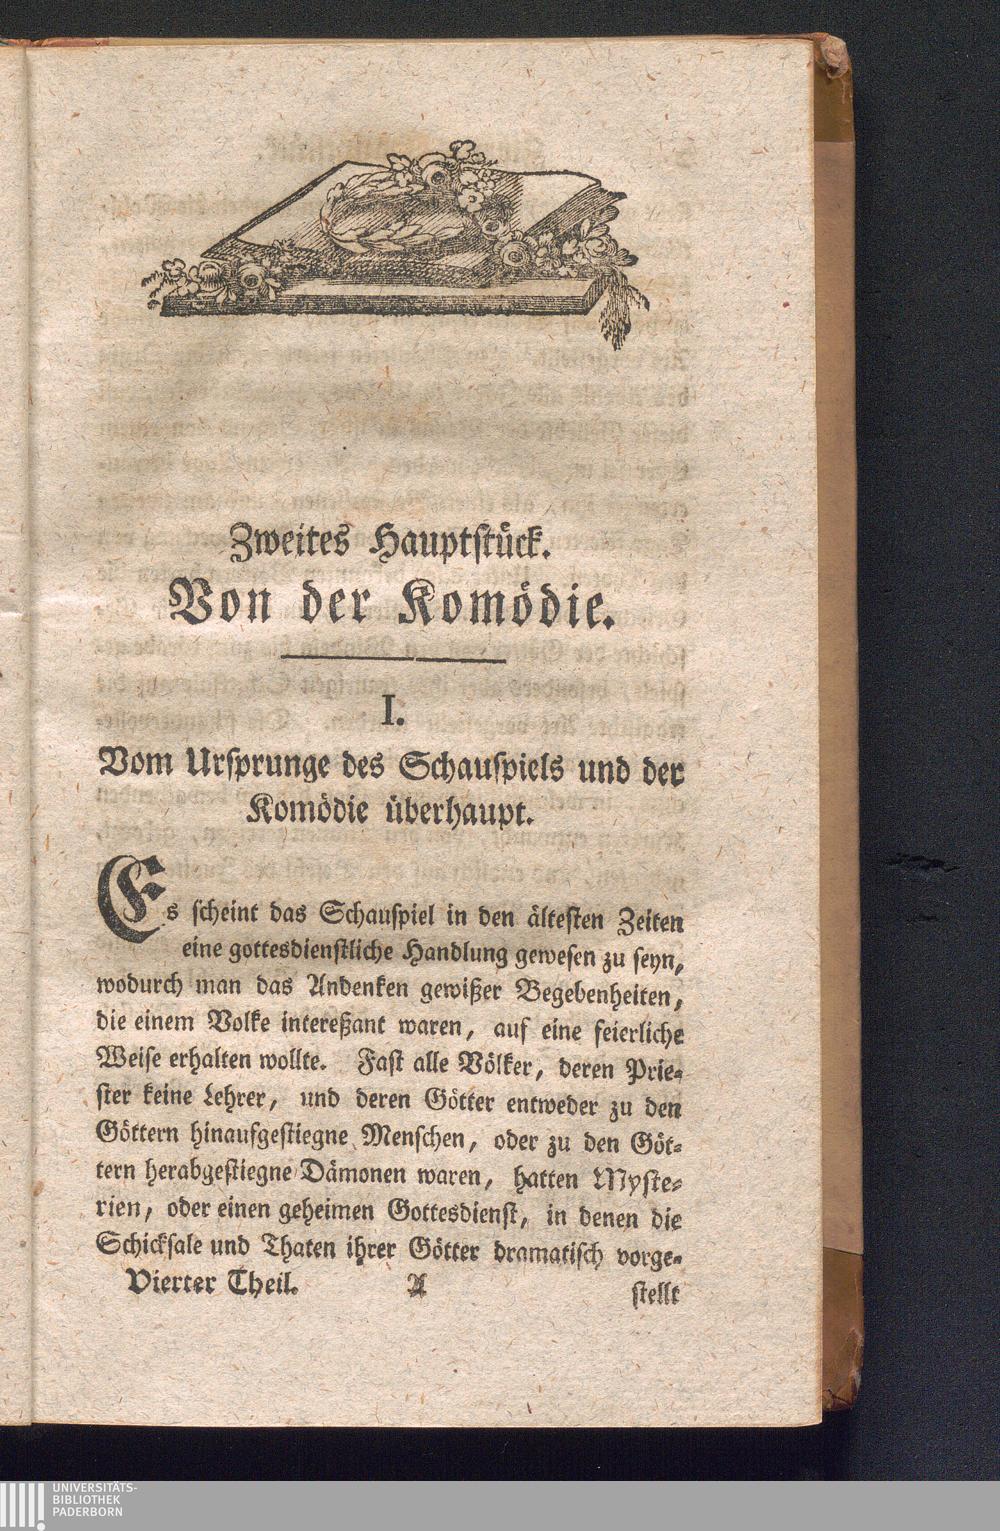 Zweites Hauptstück.
Von der Komödie.
I.
Vom Ursprunge des Schauspiels und der
Komödie überhaupt.
Es scheint das Schauspiel in den ältesten Zeiten
eine gottesdienstliche Handlung gewesen zu seyn,
wodurch man das Andenken gewißer Begebenheiten,
die einem Volke intereßant waren, auf eine feierliche
Weise erhalten wollte. Fast alle Völker, deren Prie-
ster keine Lehrer, und deren Götter entweder zu den
Göttern hinaufgestiegne Menschen, oder zu den Göt-
tern herabgestiegne Dämonen waren, hatten Myste-
rien, oder einen geheimen Gottesdienst, in denen die
Schicksale und Thaten ihrer Götter dramatisch vorge-
Vierter Theil. A stellt
UNIVERSITÄTS-
BIBLIOTHEK
PADERBORN